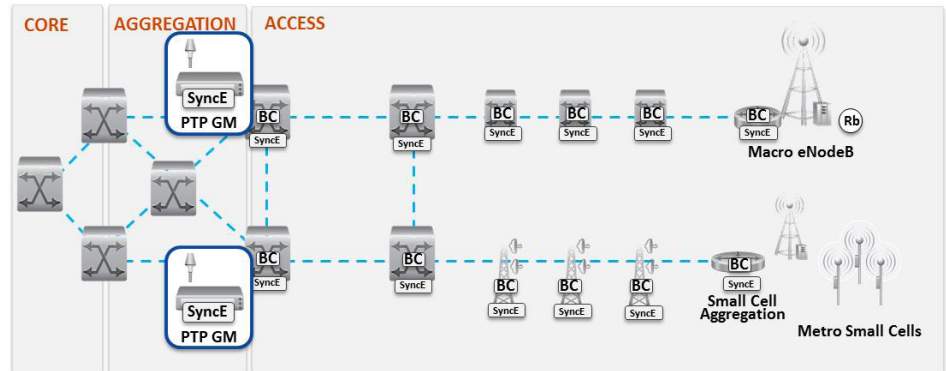 CORE
AGGREGATION
ACCESS
SyncE
PTP GM
BC
SyncE
BC
SyncE
BC
SyncE
BC
SyncE
BC
SyncE
BC
SyncE
Rb
Macro eNodeB
SyncE
PTP GM
BC
SyncE
BC
SyncE
BC
SyncE
BC
SyncE
BC
SyncE
BC
SyncE
Small Cell
Aggregation
Metro Small Cells